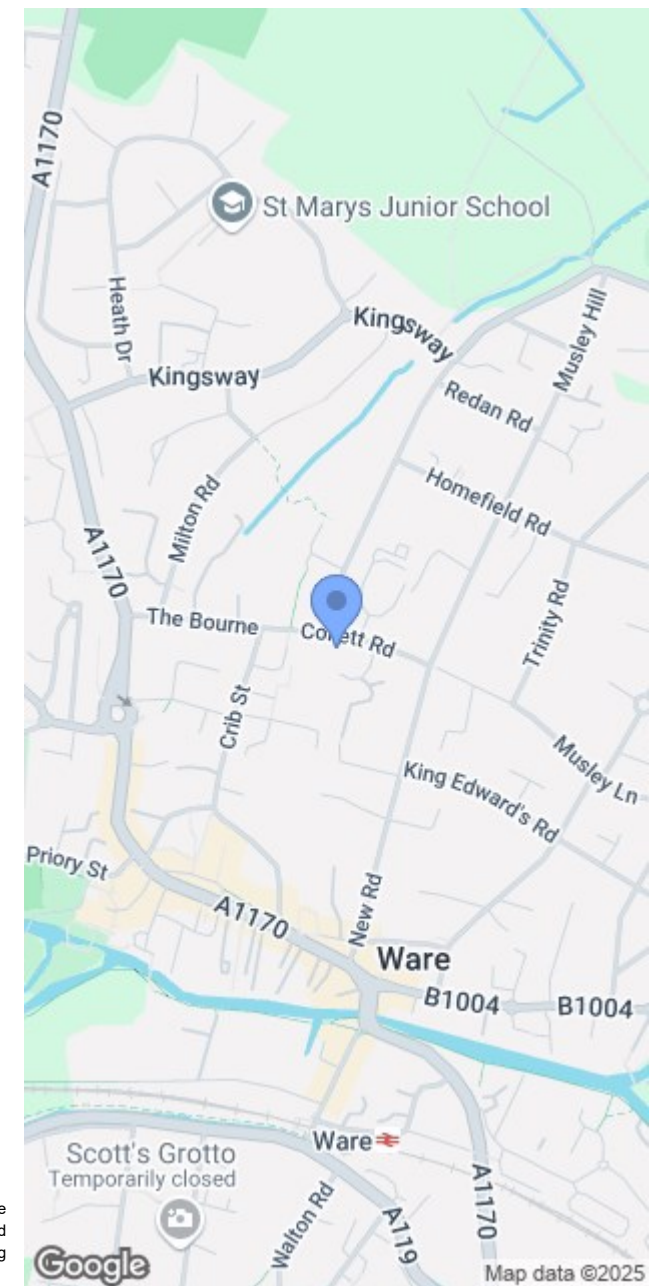 A1170
St Marys Junior School
Heath Dr
Kingsway
Musley Hill
Kingsway
Redan Rd
Homefield Rd
Milton Rd
A1170
Trinity Rd
The Bourne
Collett Rd
Crib St
Musley Ln
King Edward's Rd
Priory St
A1170
New Rd
Ware
B1004
B1004
Ware
Scott's Grotto
Temporarily closed
A1170
Walton Rd
A119
e
d
g
Google
Map data ©2025